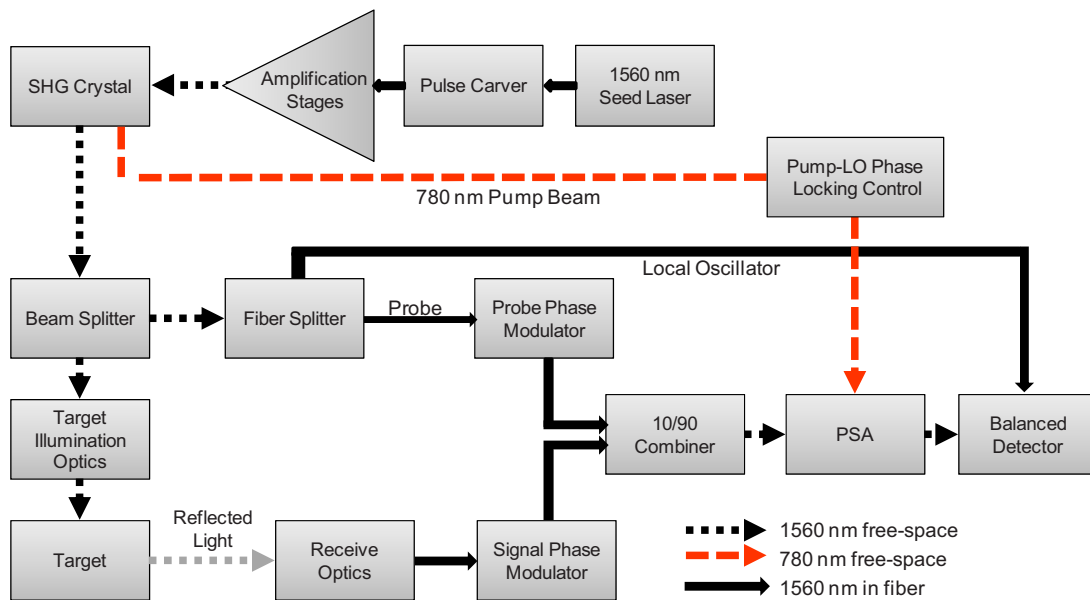 SHG Crystal
Amplification
Stages
Pulse Carver
1560 nm
Seed Laser
Pump-LO Phase
Locking Control
780 nm Pump Beam
Local Oscillator
Beam Splitter
Fiber Splitter
Probe
Probe Phase
Modulator
Target
Illumination
Optics
10/90
Combiner
PSA
Balanced
Detector
Target
Reflected
Light
Receive
Optics
Signal Phase
Modulator
1560 nm free-space
780 nm free-space
1560 nm in fiber